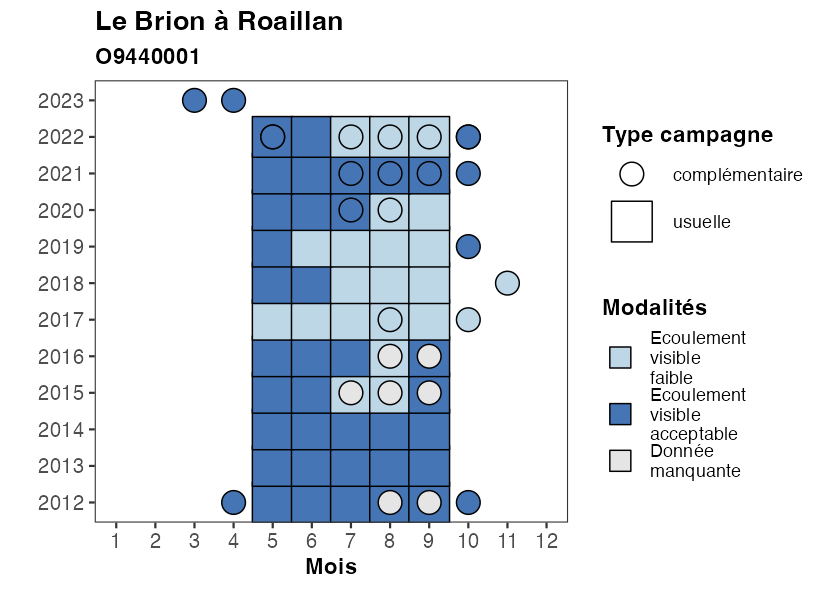 Le Brion à Roaillan
O9440001
2023
2022
2021
2020
2019
2018
2017
2016
2015
2014
2013
2012
1 2 3 4 5 6 7 8 9 10 11 12
Mois
Type campagne
complémentaire
usuelle
Modalités
Ecoulement
visible
faible
Ecoulement
visible
acceptable
Donnée
manquante